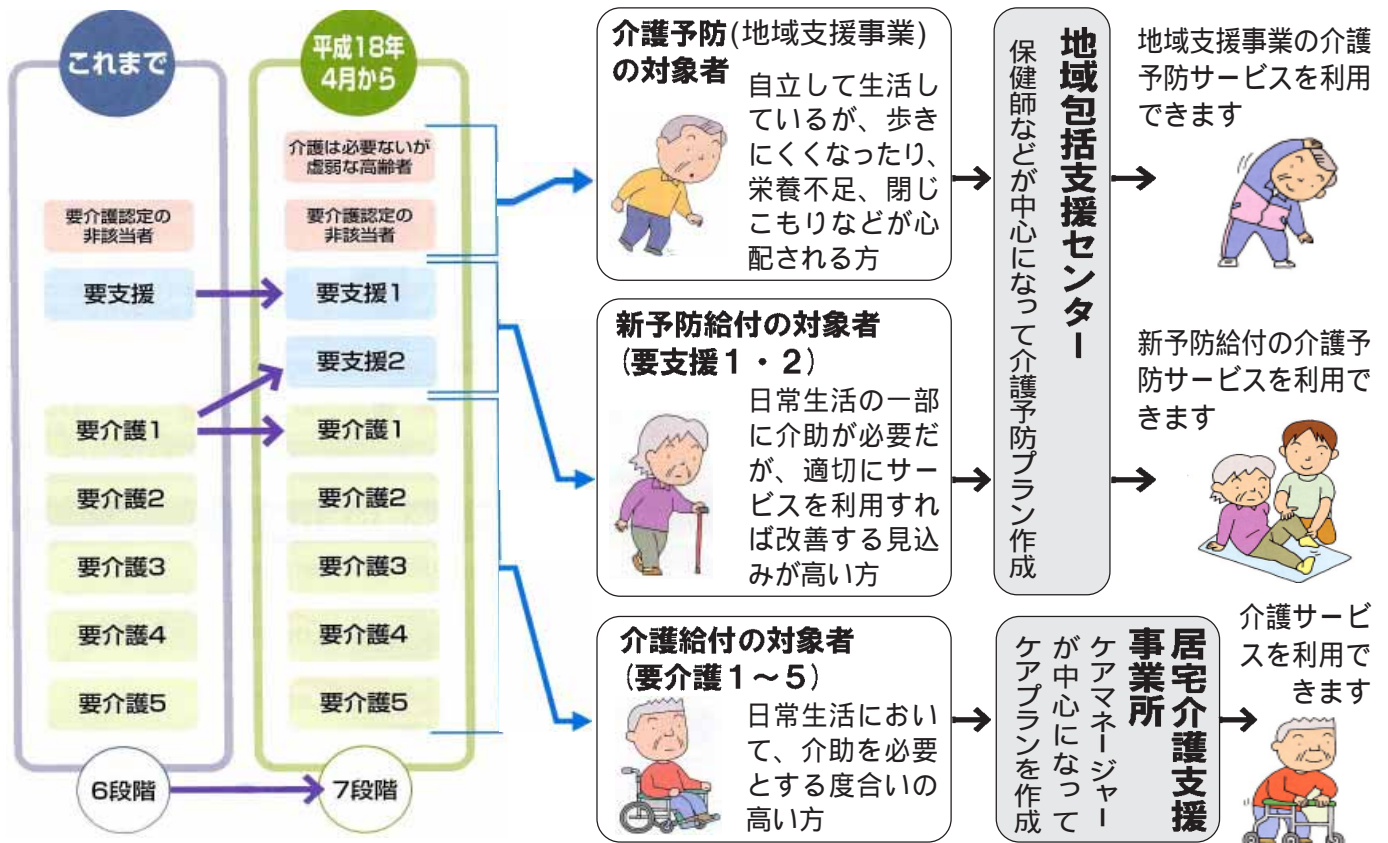 これまで
要介護認定の
非該当者
要支援
要介護1
要介護2
要介護3
要介護4
要介護5
6段階
平成18年
4月から
介護は必要ないが
虚弱な高齢者
要介護認定の
非該当者
要支援1
要支援2
要介護1
要介護2
要介護3
要介護4
要介護5
7段階
介護予防(地域支援事業)
の対象者
自立して生活し
ているが、歩き
にくくなったり、
栄養不足、閉じ
こもりなどが心
配される方
新予防給付の対象者
(要支援1・2)
日常生活の一部
に介助が必要だ
が、適切にサー
ビスを利用すれ
ば改善する見込
みが高い方
介護給付の対象者
(要介護1~5)
日常生活におい
て、介助を必要
とする度合いの
高い方
地域包括支援センター
保健師などが中心になって介護予防プラン作成
居宅介護支援
事業所
ケアマネージャー
が中心になって
ケアプランを作成
地域支援事業の介護
予防サービスを利用
できます
新予防給付の介護予
防サービスを利用で
きます
介護サービ
スを利用で
きます